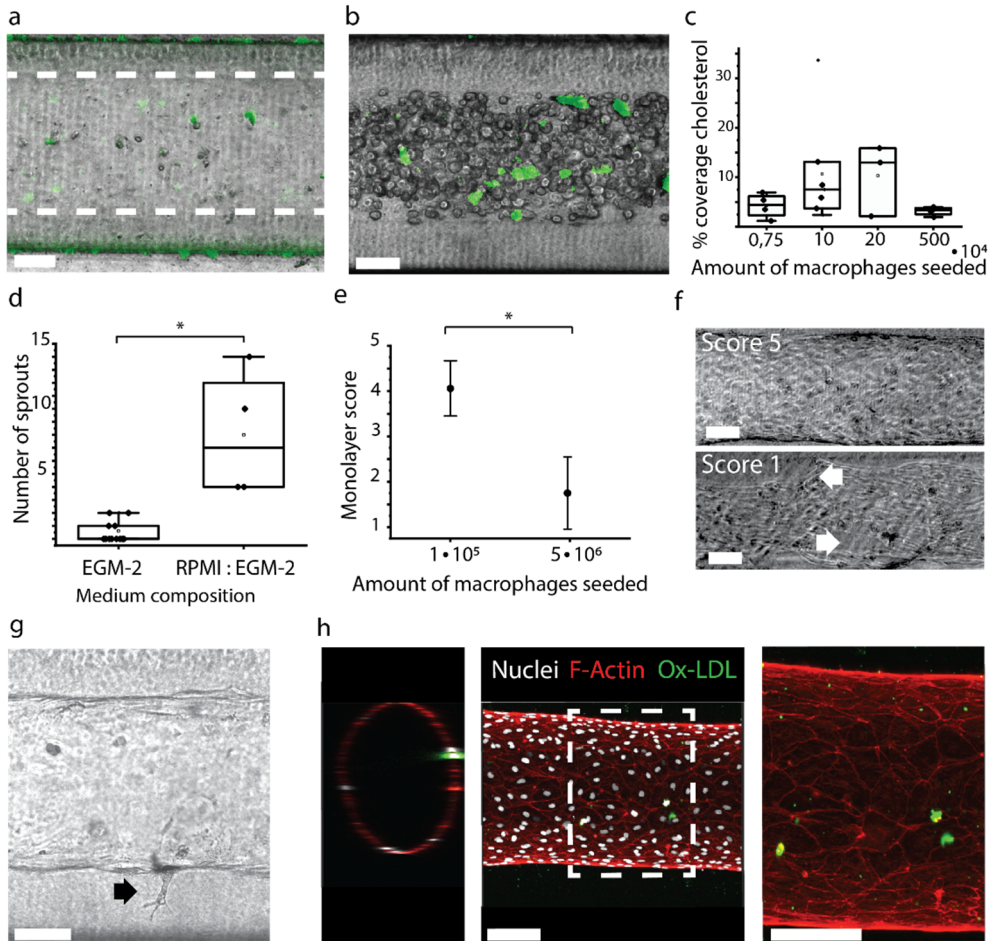 a
b
c
% coverage cholesterol
30
20
10
0,75 10 20 500
•10⁴
Amount of macrophages seeded
d
Number of sprouts
15
10
5
*
EGM-2 RPMI : EGM-2
Medium composition
e
Monolayer score
5
4
3
2
1
*
1•10⁵ 5•10⁶
Amount of macrophages seeded
f
Score 5
Score 1
g
h
Nuclei F-Actin Ox-LDL